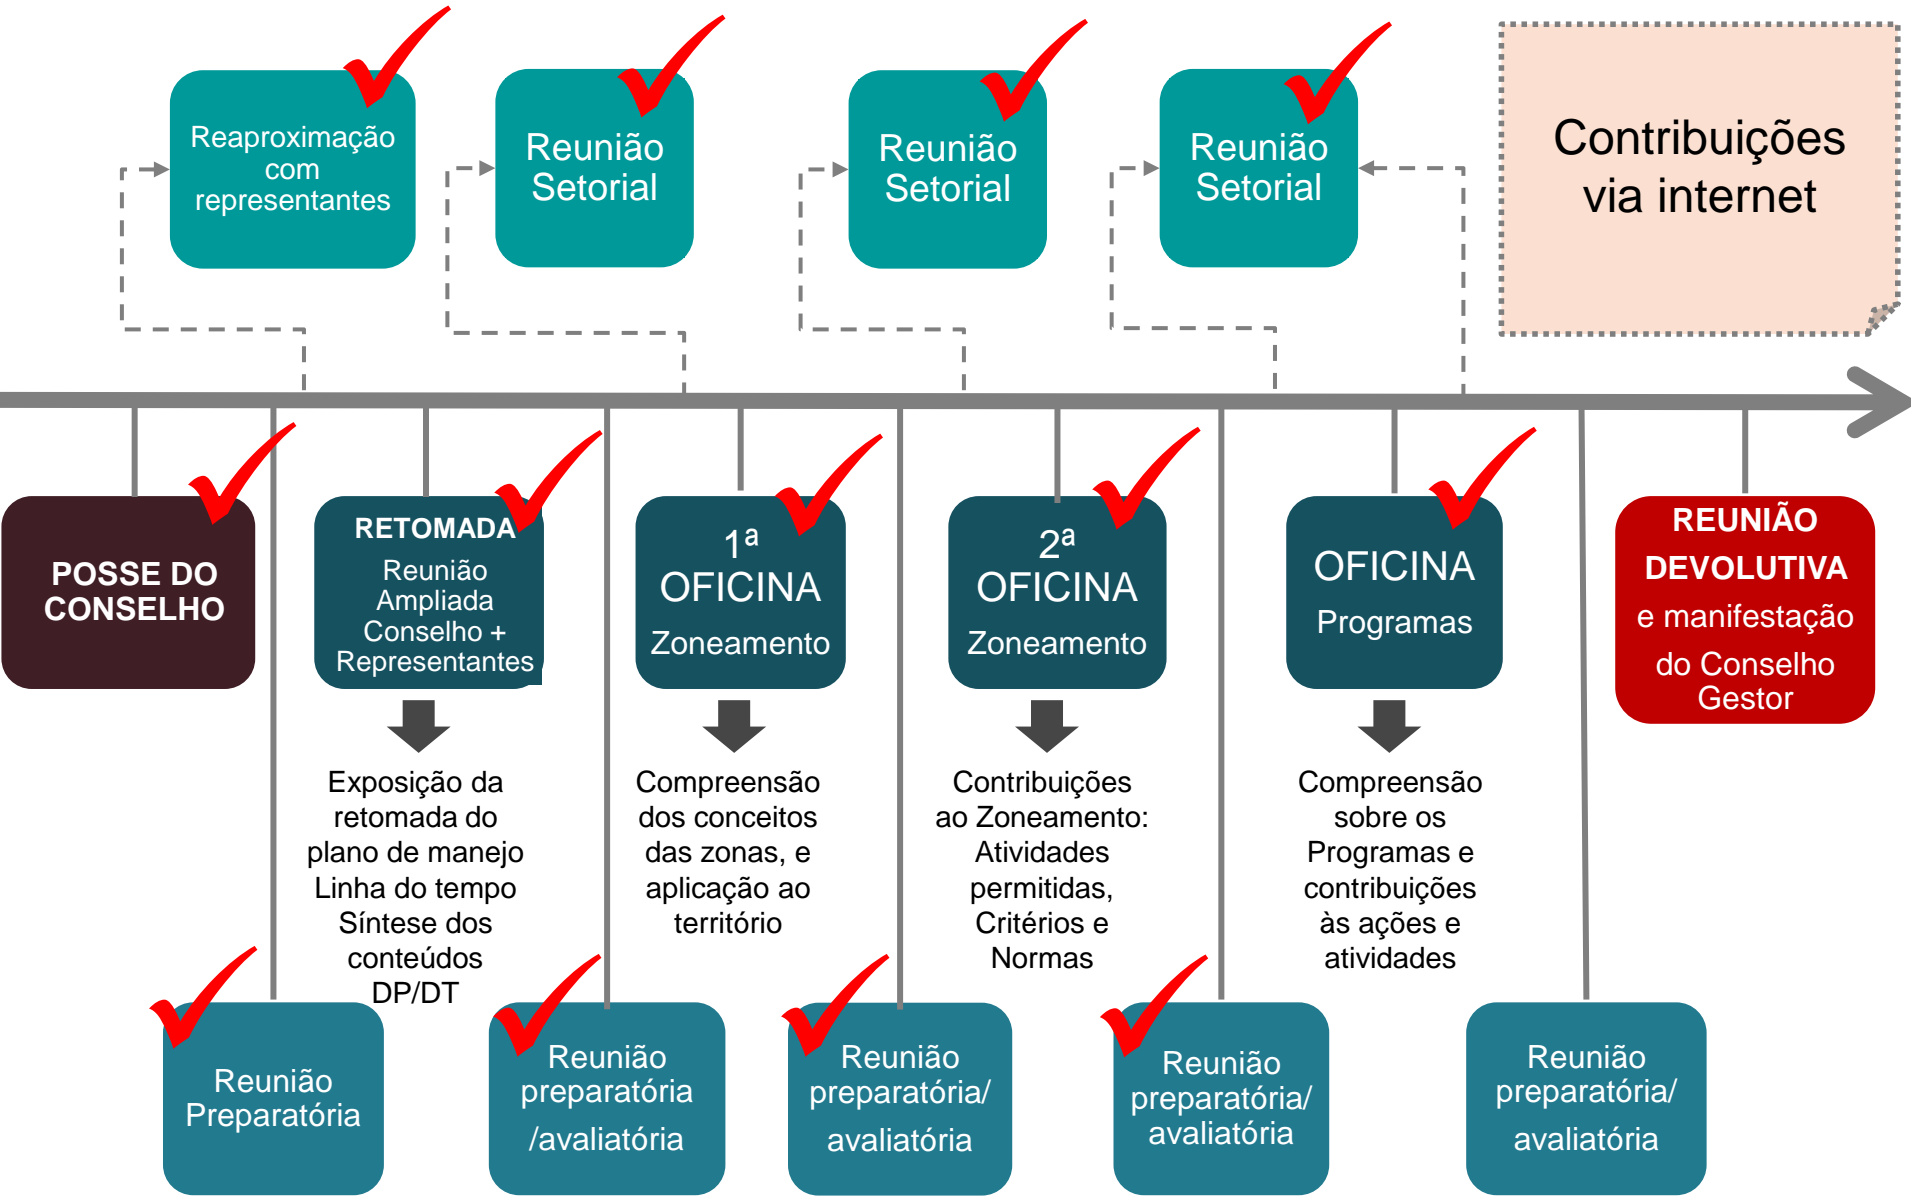 Reaproximação
com
representantes
Reunião
Setorial
Reunião
Setorial
Reunião
Setorial
Contribuições
via internet
POSSE DO
CONSELHO
RETOMADA
Reunião
Ampliada
Conselho +
Representantes
1ª
OFICINA
Zoneamento
2ª
OFICINA
Zoneamento
OFICINA
Programas
REUNIÃO
DEVOLUTIVA
e manifestação
do Conselho
Gestor
Exposição da
retomada do
plano de manejo
Linha do tempo
Síntese dos
conteúdos
DP/DT
Compreensão
dos conceitos
das zonas, e
aplicação ao
território
Contribuições
ao Zoneamento:
Atividades
permitidas,
Critérios e
Normas
Compreensão
sobre os
Programas e
contribuições
às ações e
atividades
Reunião
Preparatória
Reunião
preparatória
/avaliatória
Reunião
preparatória/
avaliatória
Reunião
preparatória/
avaliatória
Reunião
preparatória/
avaliatória